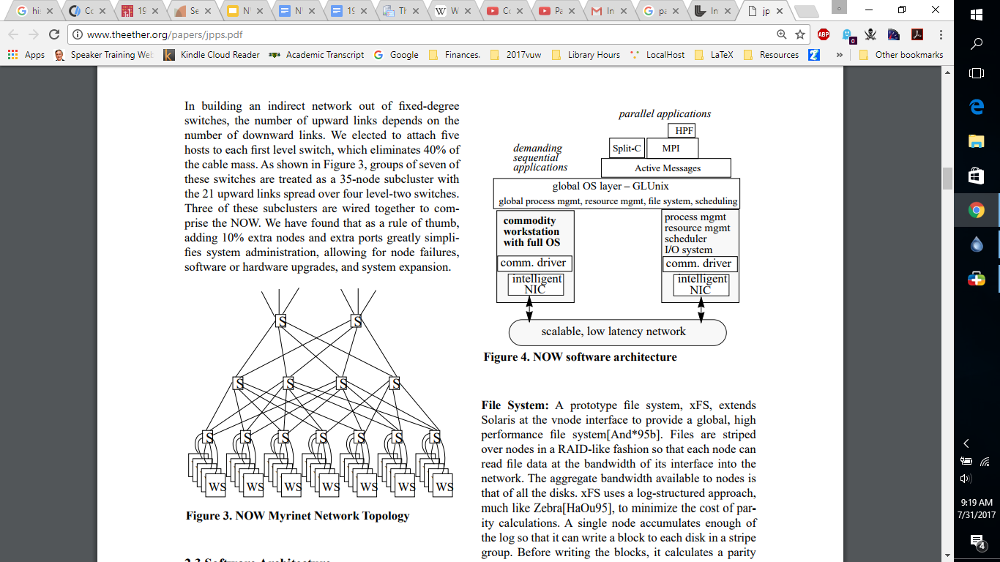 hi
Co
19
Se
N
N
19
Th
W
W
Co
Pa
In
pa
In
jp
www.theether.org/papers/jpps.pdf
ABP
0
Apps
Speaker Training Web
Kindle Cloud Reader
Academic Transcript
Google
Finances.
2017vuw
Library Hours
LocalHost
LaTeX
Resources
Other bookmarks
In building an indirect network out of fixed-degree
switches, the number of upward links depends on the
number of downward links. We elected to attach five
hosts to each first level switch, which eliminates 40% of
the cable mass. As shown in Figure 3, groups of seven of
these switches are treated as a 35-node subcluster with
the 21 upward links spread over four level-two switches.
Three of these subclusters are wired together to com-
prise the NOW. We have found that as a rule of thumb,
adding 10% extra nodes and extra ports greatly simpli-
fies system administration, allowing for node failures,
software or hardware upgrades, and system expansion.
S S
S S S S
S S S S S S S
WS WS WS WS WS WS WS
Figure 3. NOW Myrinet Network Topology
2.3 Software Architecture
parallel applications
HPF
Split-C MPI
demanding
sequential
applications
Active Messages
global OS layer – GLUnix
global process mgmt, resource mgmt, file system, scheduling
commodity
workstation
with full OS
comm. driver
intelligent
NIC
process mgmt
resource mgmt
scheduler
I/O system
comm. driver
intelligent
NIC
scalable, low latency network
Figure 4. NOW software architecture
File System: A prototype file system, xFS, extends
Solaris at the vnode interface to provide a global, high
performance file system[And*95b]. Files are striped
over nodes in a RAID-like fashion so that each node can
read file data at the bandwidth of its interface into the
network. The aggregate bandwidth available to nodes is
that of all the disks. xFS uses a log-structured approach,
much like Zebra[HaOu95], to minimize the cost of par-
ity calculations. A single node accumulates enough of
the log so that it can write a block to each disk in a stripe
group. Before writing the blocks, it calculates a parity
9:19 AM
7/31/2017
4